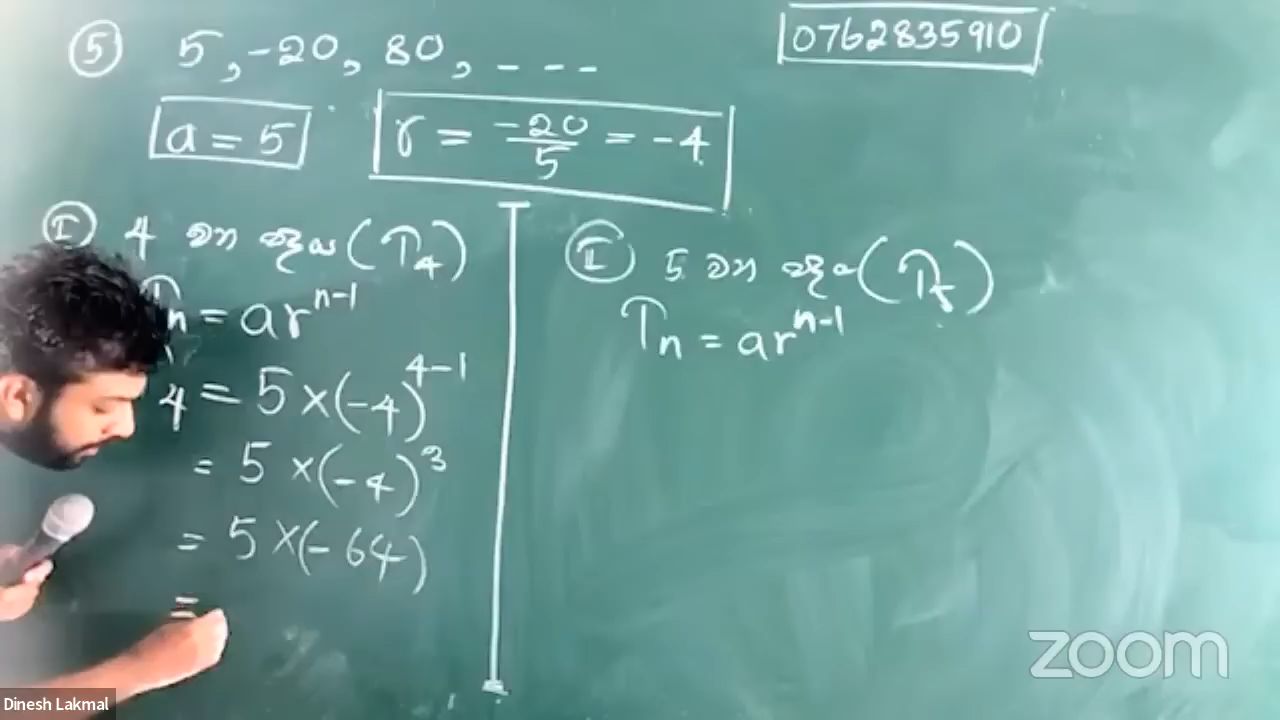 ⑤ 5, -20, 80, - - -
0762835910
a = 5
r = -20/5 = -4
Ⓘ 4 වන පදය (T₄)
Tn = ar^n-1
4 = 5 × (-4)^4-1
= 5 × (-4)^3
= 5 × (-64)
=
Ⓘ 5 වන පදය (T₅)
Tn = ar^n-1
zoom
Dinesh Lakmal